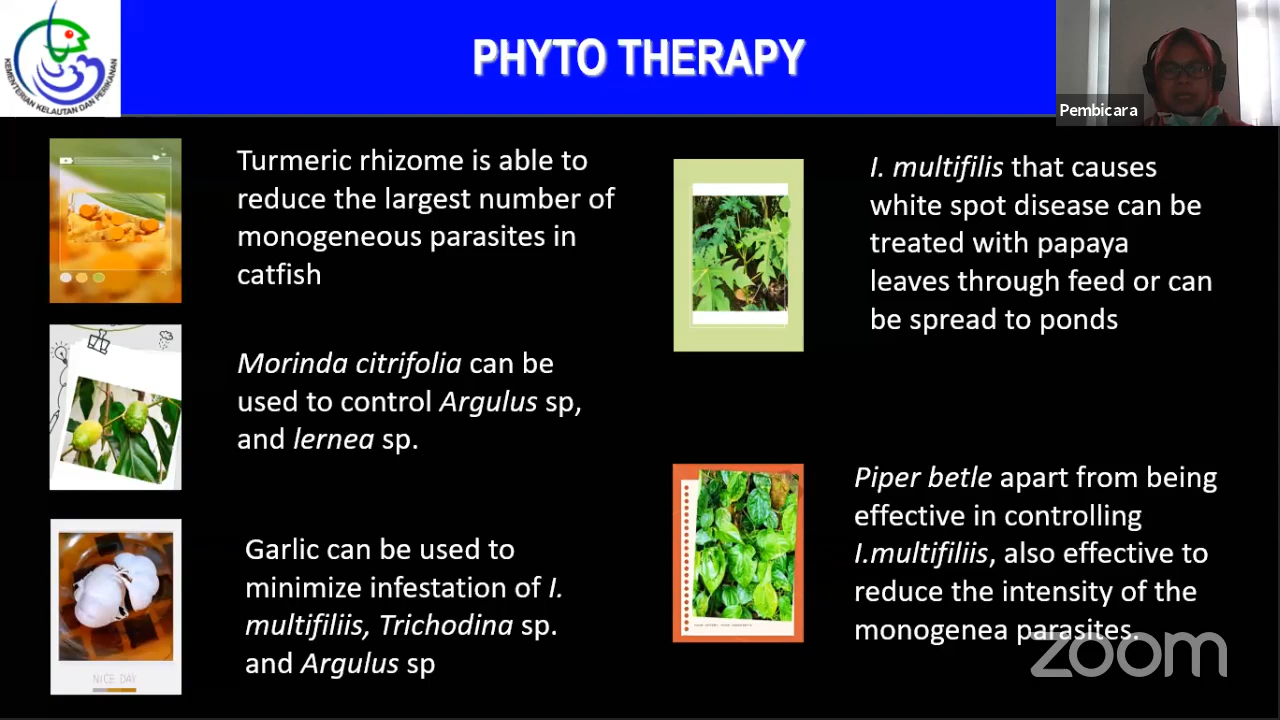 KEMENTERIAN KELAUTAN DAN PERIKANAN
PHYTO THERAPY
Pembicara
Turmeric rhizome is able to
reduce the largest number of
monogeneous parasites in
catfish
Morinda citrifolia can be
used to control Argulus sp,
and lernea sp.
Garlic can be used to
minimize infestation of I.
multifiliis, Trichodina sp.
and Argulus sp
NICE DAY
I. multifilis that causes
white spot disease can be
treated with papaya
leaves through feed or can
be spread to ponds
Piper betle apart from being
effective in controlling
I.multifiliis, also effective to
reduce the intensity of the
monogenea parasites.
zoom